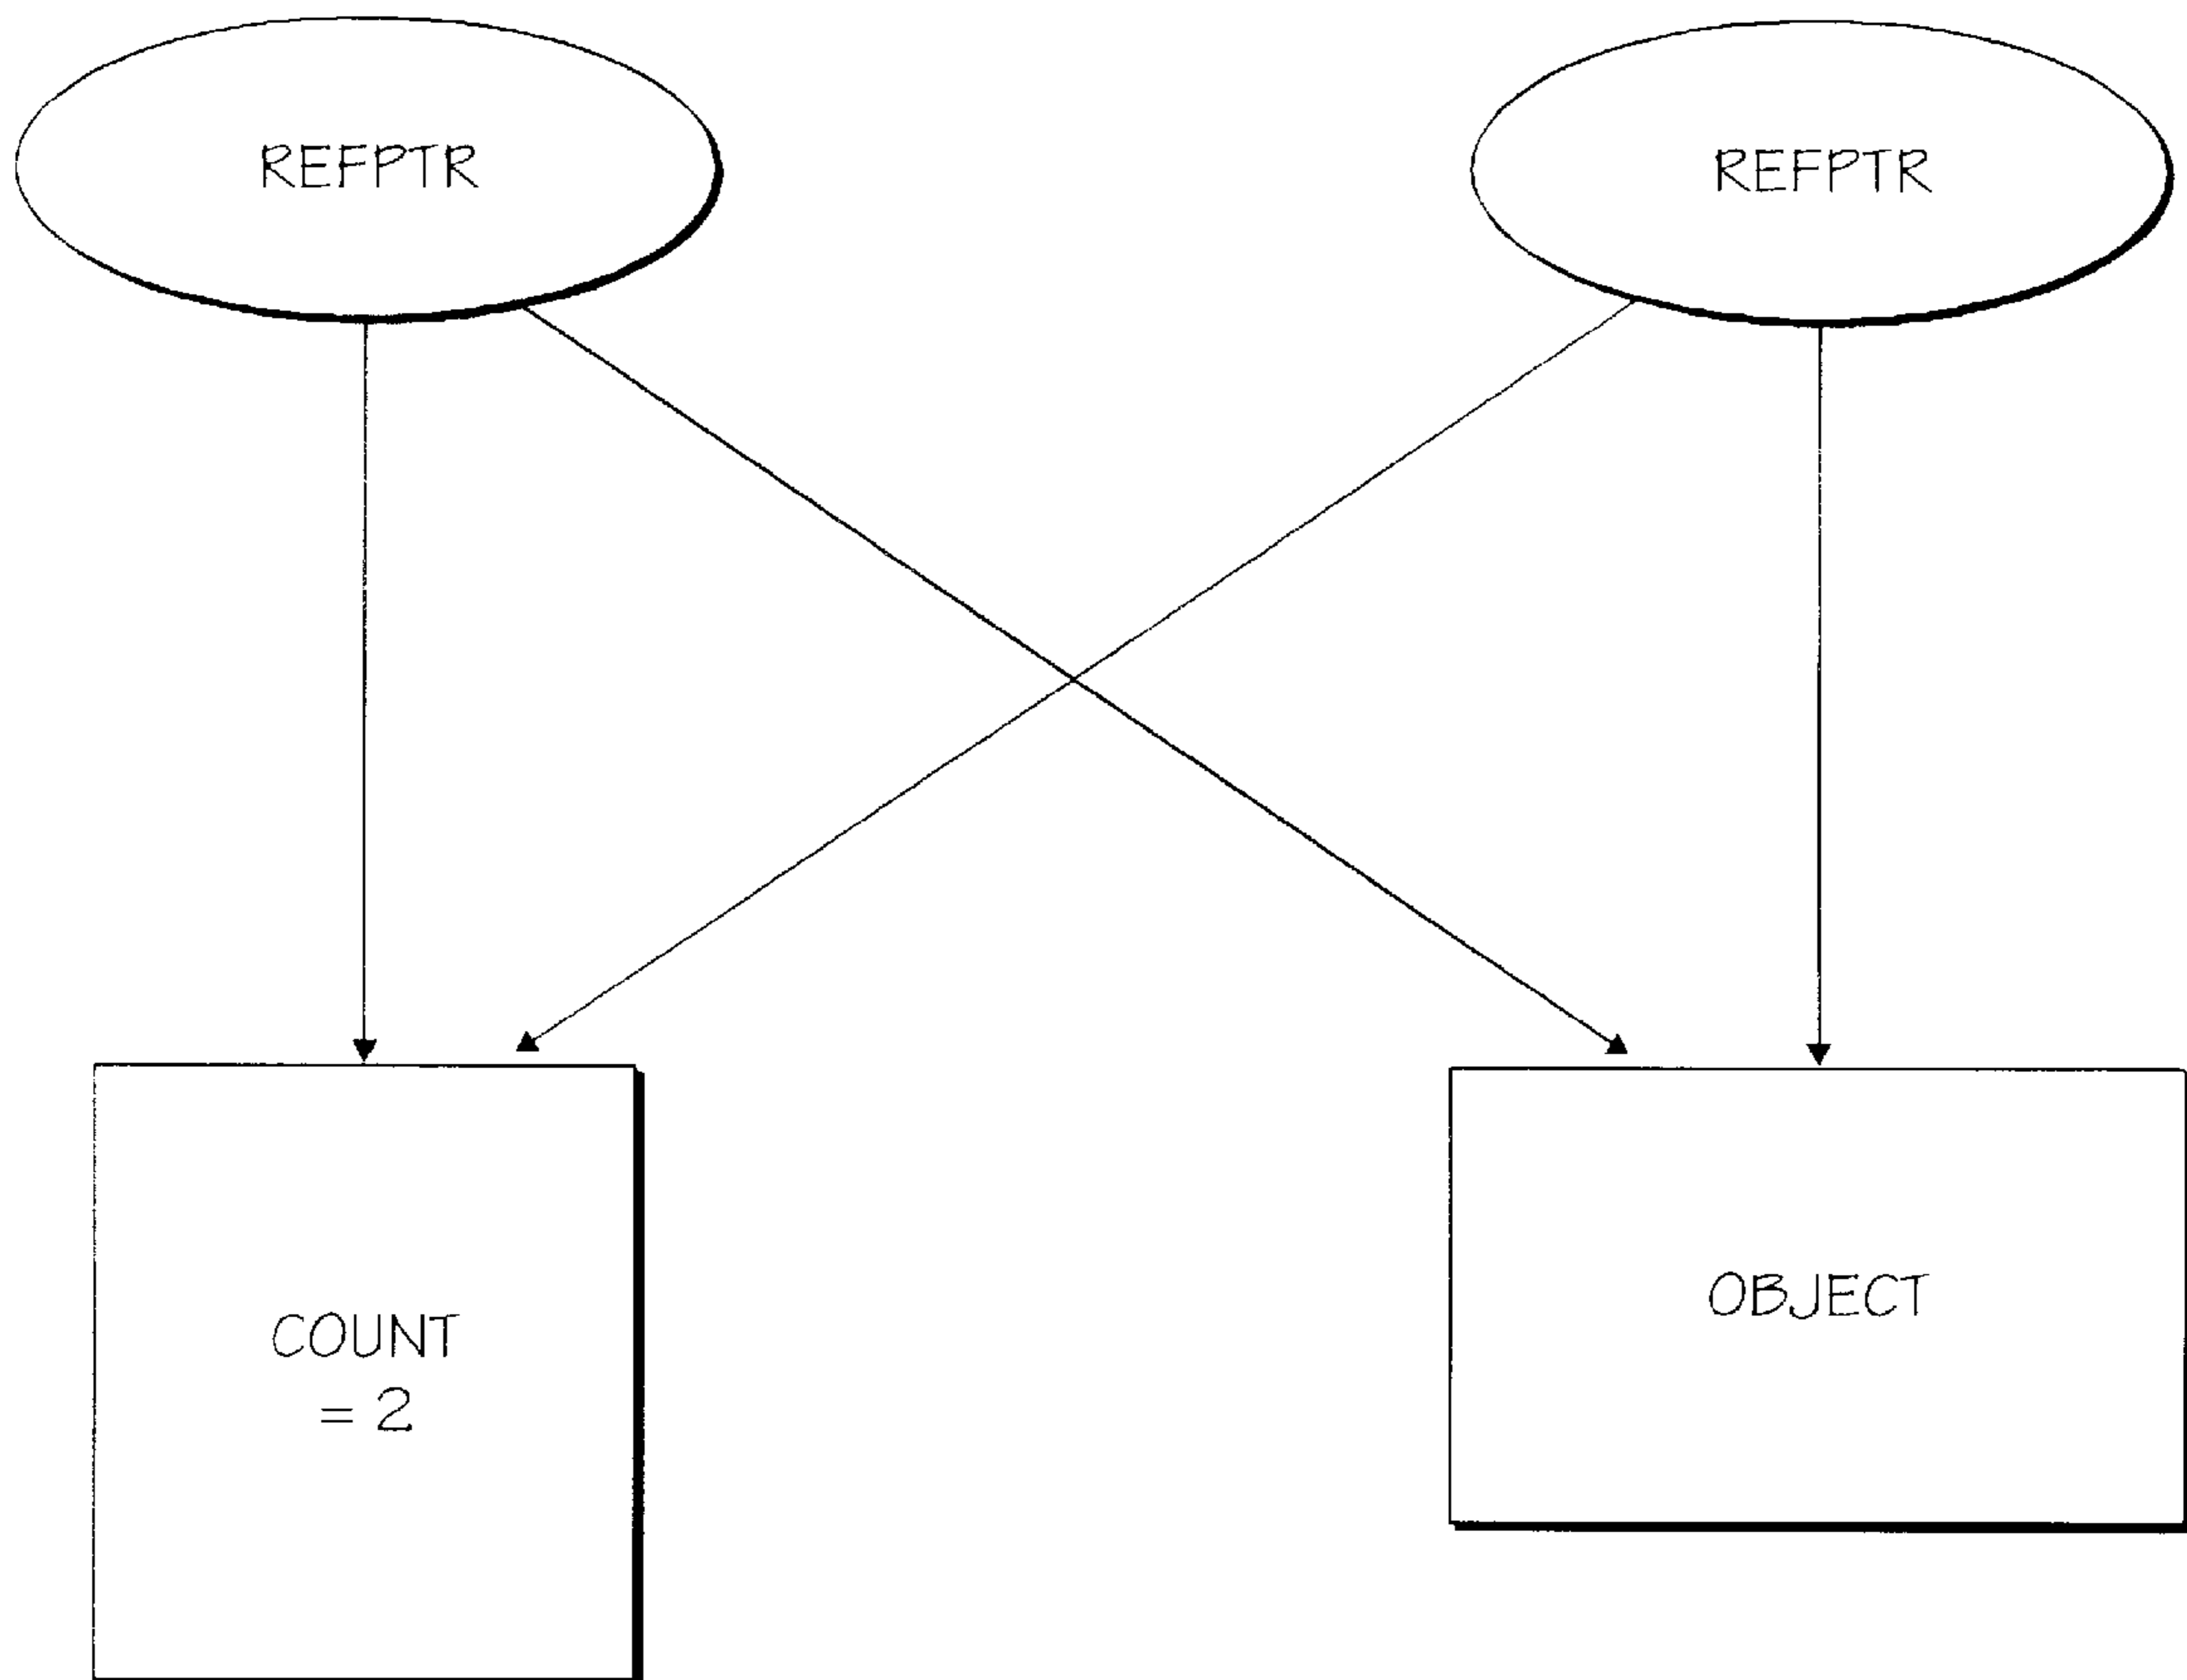 REFPTR
REFPTR
COUNT
= 2
OBJECT